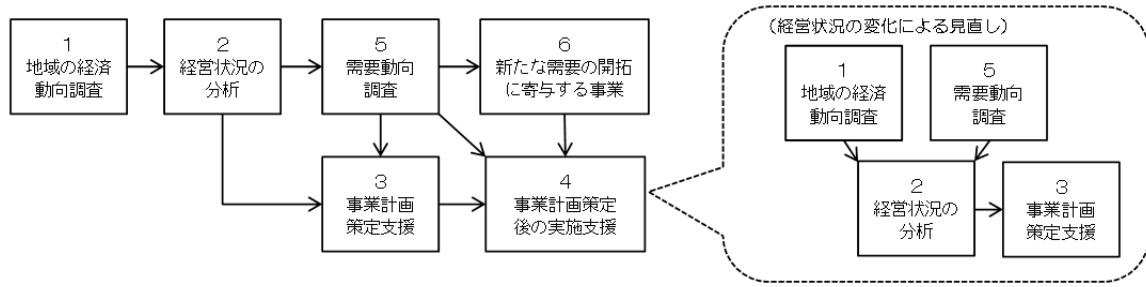 1
地域の経済
動向調査
2
経営状況の
分析
5
需要動向
調査
6
新たな需要の開拓
に寄与する事業
3
事業計画
策定支援
4
事業計画策定
後の実施支援
(経営状況の変化による見直し)
1
地域の経済
動向調査
5
需要動向
調査
2
経営状況の
分析
3
事業計画
策定支援